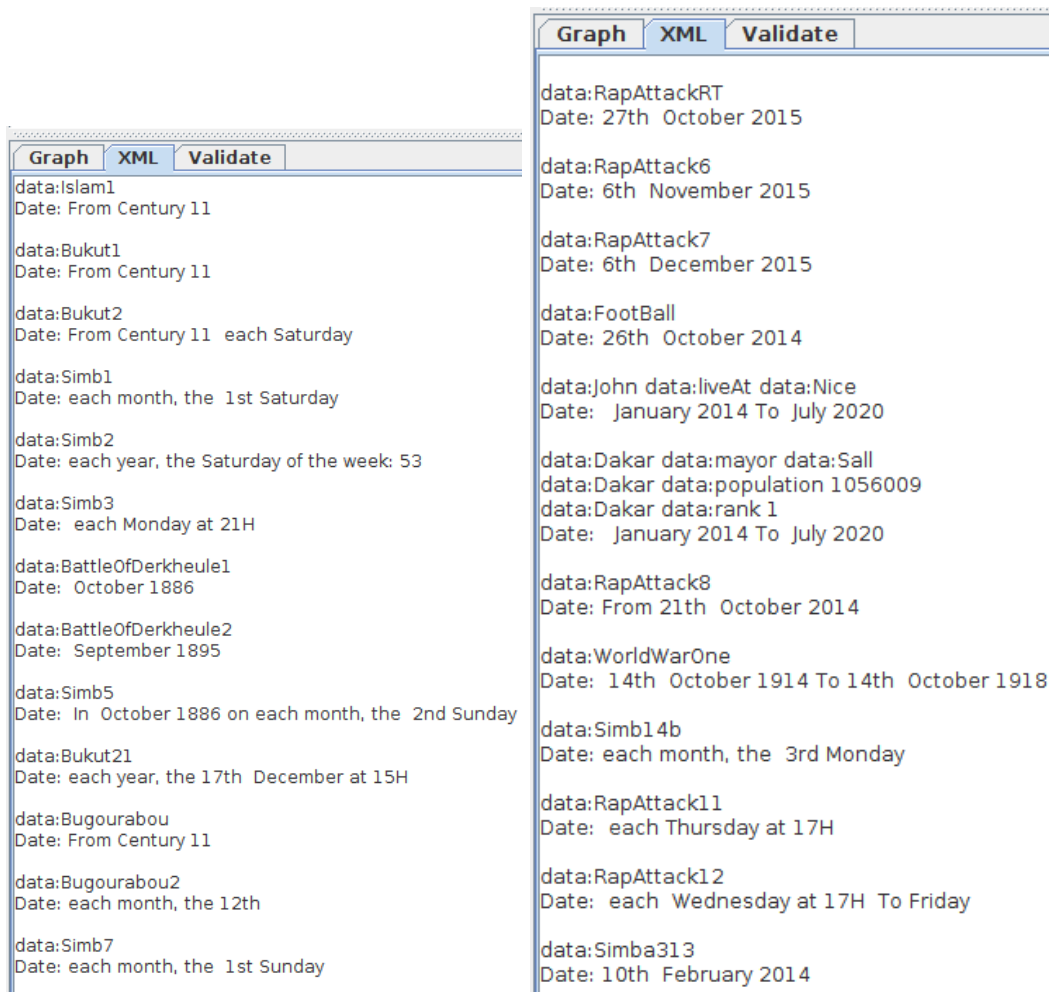 Graph XML Validate
data:Islam1
Date: From Century 11
data:Bukut1
Date: From Century 11
data:Bukut2
Date: From Century 11 each Saturday
data:Simb1
Date: each month, the 1st Saturday
data:Simb2
Date: each year, the Saturday of the week: 53
data:Simb3
Date: each Monday at 21H
data:BattleOfDerkheule1
Date: October 1886
data:BattleOfDerkheule2
Date: September 1895
data:Simb5
Date: In October 1886 on each month, the 2nd Sunday
data:Bukut21
Date: each year, the 17th December at 15H
data:Bugourabou
Date: From Century 11
data:Bugourabou2
Date: each month, the 12th
data:Simb7
Date: each month, the 1st Sunday
Graph XML Validate
data:RapAttackRT
Date: 27th October 2015
data:RapAttack6
Date: 6th November 2015
data:RapAttack7
Date: 6th December 2015
data:FootBall
Date: 26th October 2014
data:John data:liveAt data:Nice
Date: January 2014 To July 2020
data:Dakar data:mayor data:Sall
data:Dakar data:population 1056009
data:Dakar data:rank 1
Date: January 2014 To July 2020
data:RapAttack8
Date: From 21th October 2014
data:WorldWarOne
Date: 14th October 1914 To 14th October 1918
data:Simb14b
Date: each month, the 3rd Monday
data:RapAttack11
Date: each Thursday at 17H
data:RapAttack12
Date: each Wednesday at 17H To Friday
data:Simba313
Date: 10th February 2014